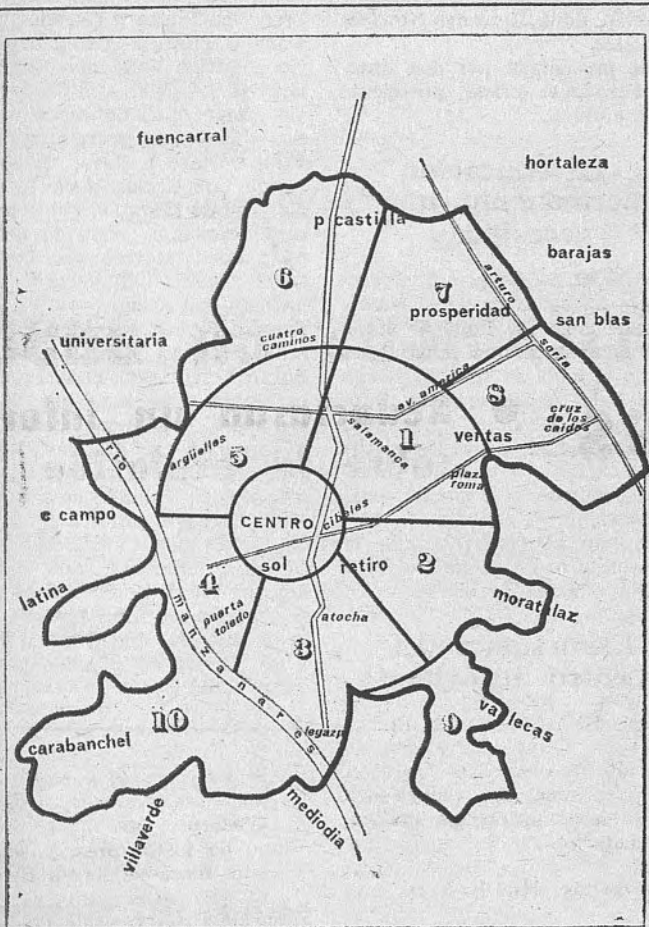 fuencarral
hortaleza
p castilla
barajas
6
7
arturo
prosperidad
san blas
universitaria
cuatro
caminos
soria
av. america
8
cruz
de los
caidos
1
salamanca
ventas
argüelles
5
plaza
roma
rio
CENTRO
cibeles
c campo
sol
retiro
2
4
latina
moratalaz
puerta
toledo
atocha
manzanares
3
10
9
vallecas
carabanchel
legazpi
mediodia
villaverde